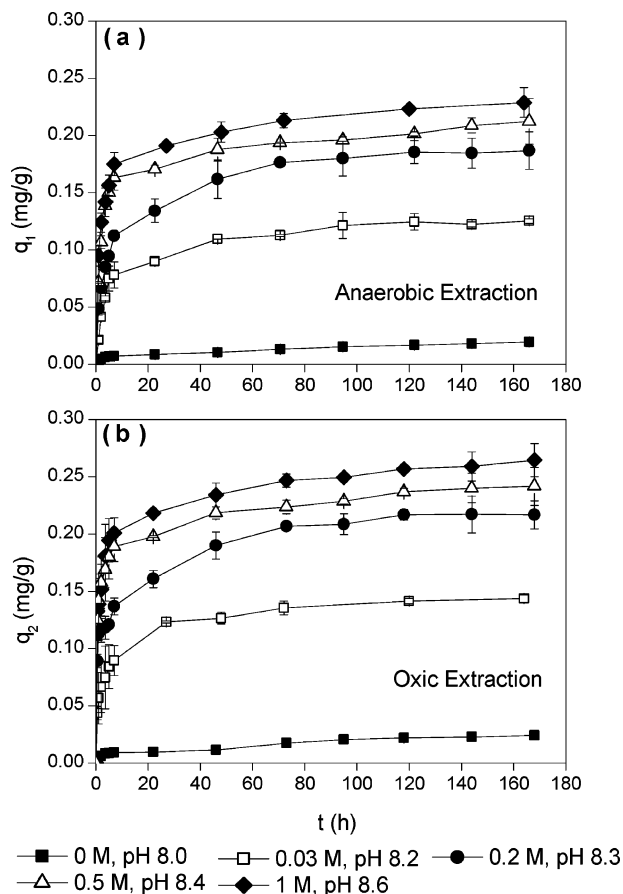 ( a )
0.30
0.25
0.20
0.15
0.10
0.05
0.00
q1 (mg/g)
Anaerobic Extraction
0 20 40 60 80 100 120 140 160 180
( b )
0.30
0.25
0.20
0.15
0.10
0.05
0.00
q2 (mg/g)
Oxic Extraction
0 20 40 60 80 100 120 140 160 180
t (h)
0 M, pH 8.0 0.03 M, pH 8.2 0.2 M, pH 8.3
0.5 M, pH 8.4 1 M, pH 8.6